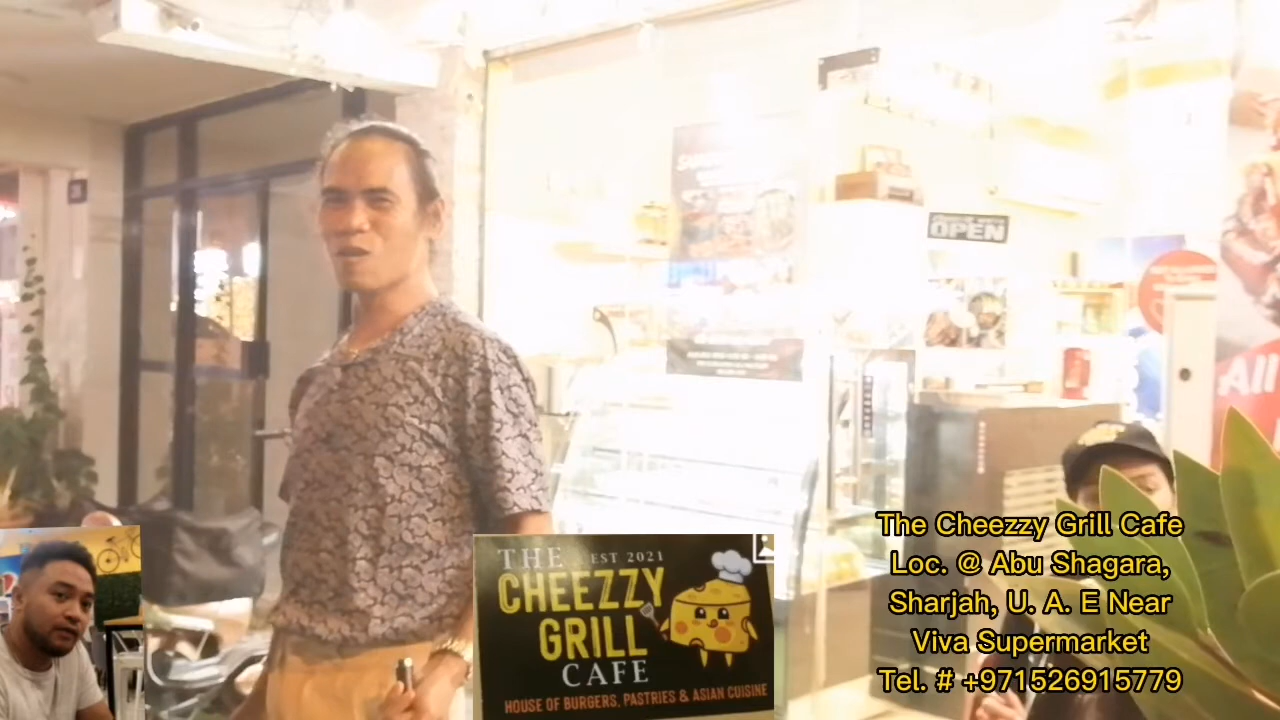 OPEN
All
THE EST 2021
CHEEZZY
GRILL
CAFE
HOUSE OF BURGERS, PASTRIES & ASIAN CUISINE
The Cheezzy Grill Cafe
Loc. @ Abu Shagara,
Sharjah, U. A. E Near
Viva Supermarket
Tel. # +971526915779